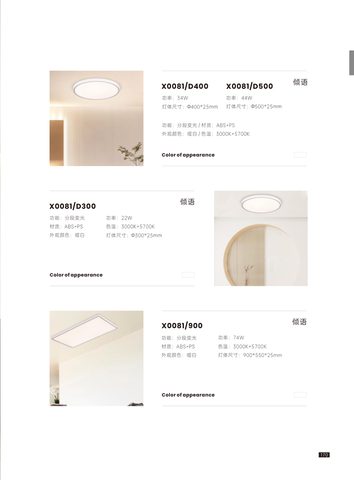 倾语
X0081/D400 X0081/D500
功率：34W 功率：44W
灯体尺寸：Φ400*25mm 灯体尺寸：Φ500*25mm
功能：分段变光 / 材质：ABS+PS
外观颜色：哑白 / 色温：3000K+5700K
Color of appearance
倾语
X0081/D300
功能：分段变光 功率：22W
材质：ABS+PS 色温：3000K+5700K
外观颜色：哑白 灯体尺寸：Φ300*25mm
Color of appearance
倾语
X0081/900
功能：分段变光 功率：74W
材质：ABS+PS 色温：3000K+5700K
外观颜色：哑白 灯体尺寸：900*550*25mm
Color of appearance
170